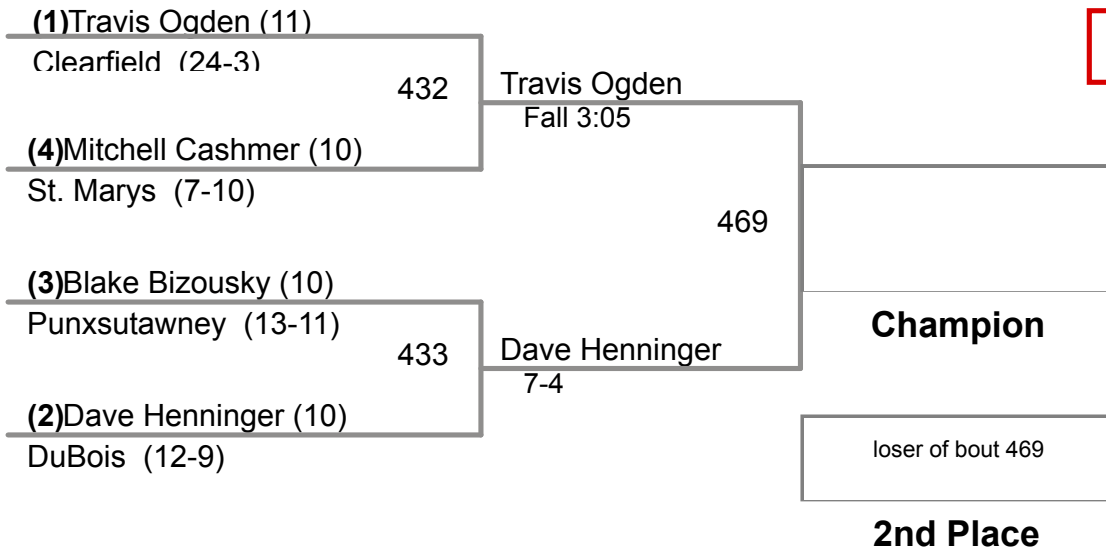 (1)Travis Ogden (11)
Clearfield (24-3)
432
Travis Ogden
Fall 3:05
(4)Mitchell Cashmer (10)
St. Marys (7-10)
469
(3)Blake Bizousky (10)
Punxsutawney (13-11)
Champion
433
Dave Henninger
7-4
(2)Dave Henninger (10)
DuBois (12-9)
loser of bout 469
2nd Place